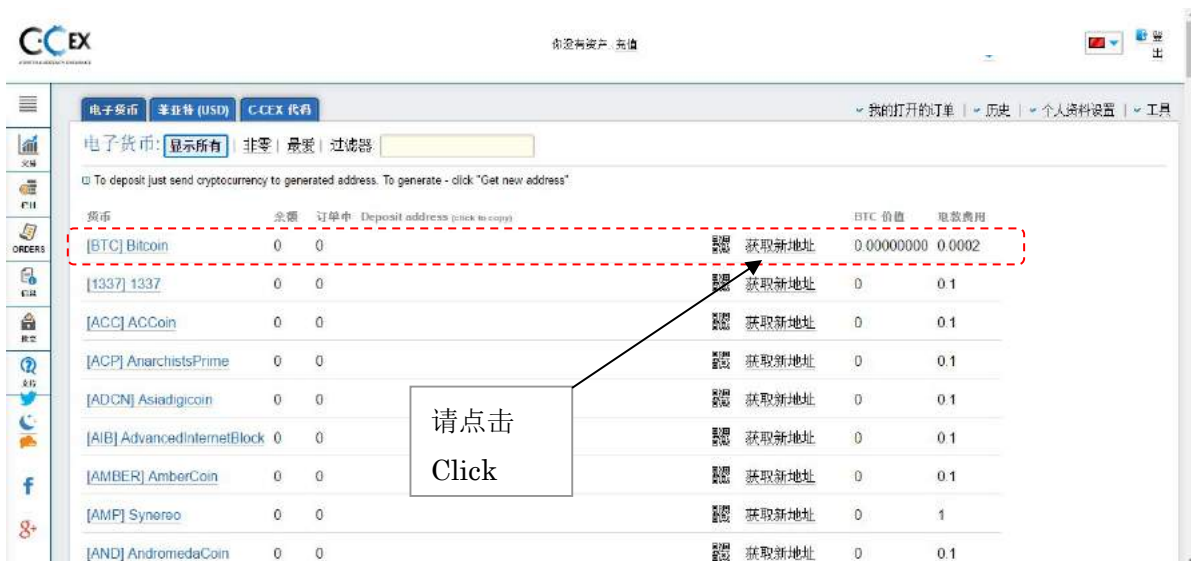 C-CEX
你没有资产. 充值
登出
电子货币 莱亚特 (USD) C-CEX 代码
我的打开的订单 | 历史 | 个人资料设置 | 工具
电子货币: 显示所有 | 非零 | 最爱 | 过滤器
To deposit just send cryptocurrency to generated address. To generate - click "Get new address"
货币 余额 订单中 Deposit address (click to copy) BTC 价值 取款费用
[BTC] Bitcoin 0 0 获取新地址 0.00000000 0.0002
[1337] 1337 0 0 获取新地址 0 0.1
[ACC] ACCoin 0 0 获取新地址 0 0.1
[ACP] AnarchistsPrime 0 0 获取新地址 0 0.1
[ADCN] Asiadigicoin 0 0 获取新地址 0 0.1
[AIB] AdvancedInternetBlock 0 0 获取新地址 0 0.1
[AMBER] AmberCoin 0 0 获取新地址 0 0.1
[AMP] Synereo 0 0 获取新地址 0 1
[AND] AndromedaCoin 0 0 获取新地址 0 0.1
请点击
Click
交易
ORDERS
支持
f
8+